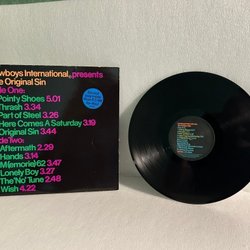 wboys International, presents
e Original Sin
de One:
Pointy Shoes 5.01
Thrash 3.34
Part of Steel 3.26
Here Comes A Saturday 3.19
Original Sin 3.44
de Two:
Aftermath 2.29
Hands 3.14
M(emorie)62 3.47
Lonely Boy 3.27
The 'No' Tune 2.48
Wish 4.22